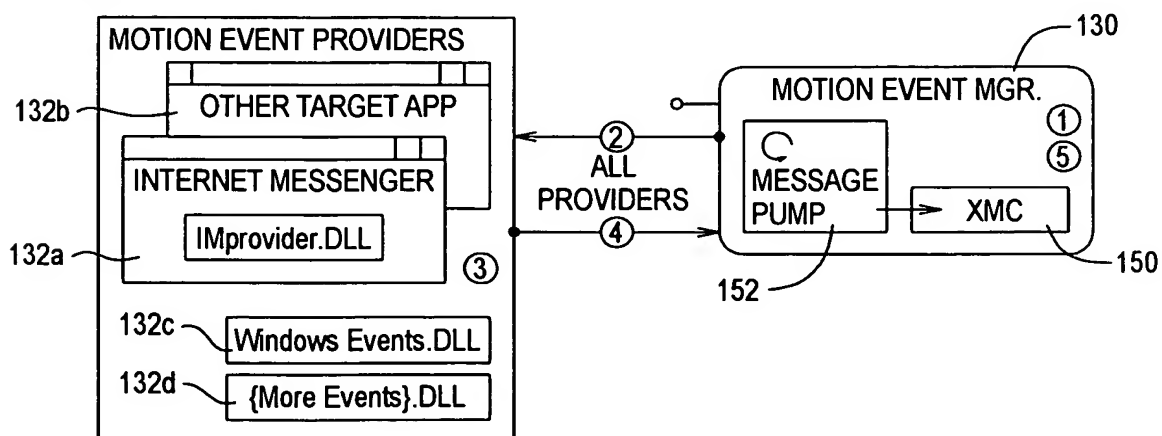 MOTION EVENT PROVIDERS
132b
OTHER TARGET APP
INTERNET MESSENGER
IMprovider.DLL
132a
③
132c
Windows Events.DLL
132d
{More Events}.DLL
②
ALL
PROVIDERS
④
130
MOTION EVENT MGR.
①
⑤
MESSAGE
PUMP
XMC
152
150